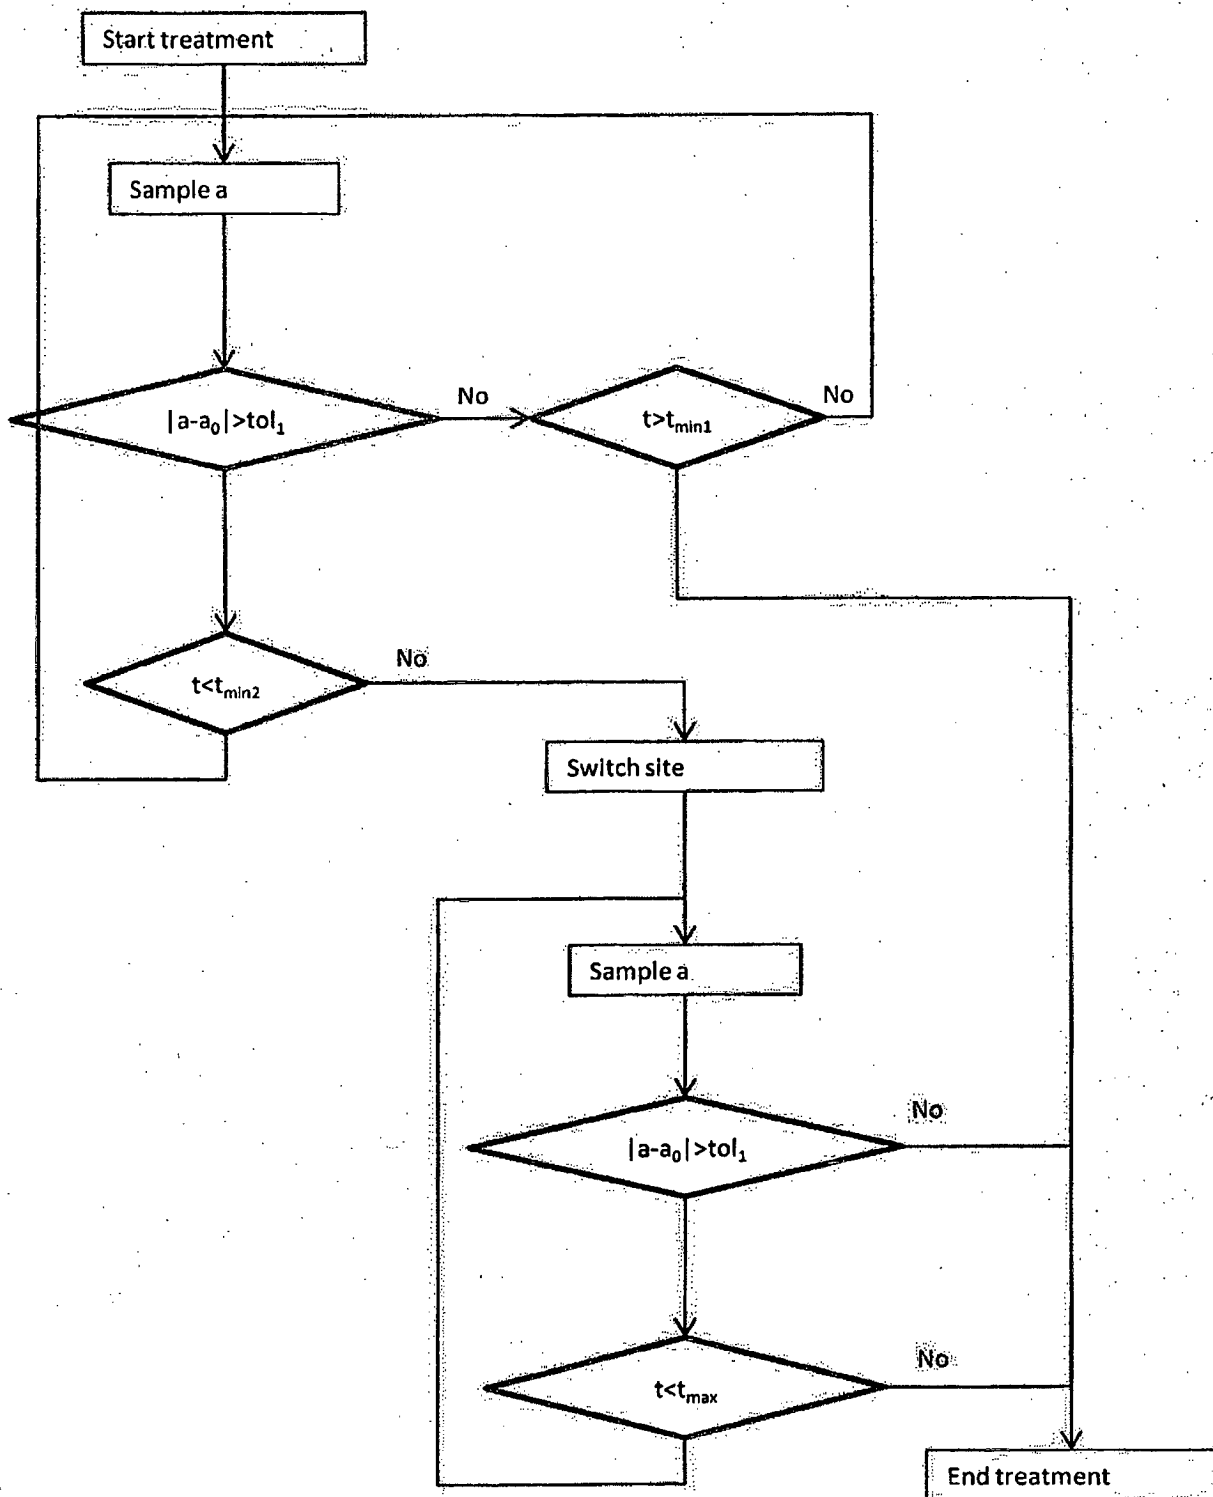 Start treatment
Sample a
|a-a₀|>tol₁
No
t>tₘᵢₙ₁
No
t<tₘᵢₙ₂
No
Switch site
Sample a
|a-a₀|>tol₁
No
t<tₘₐₓ
No
End treatment